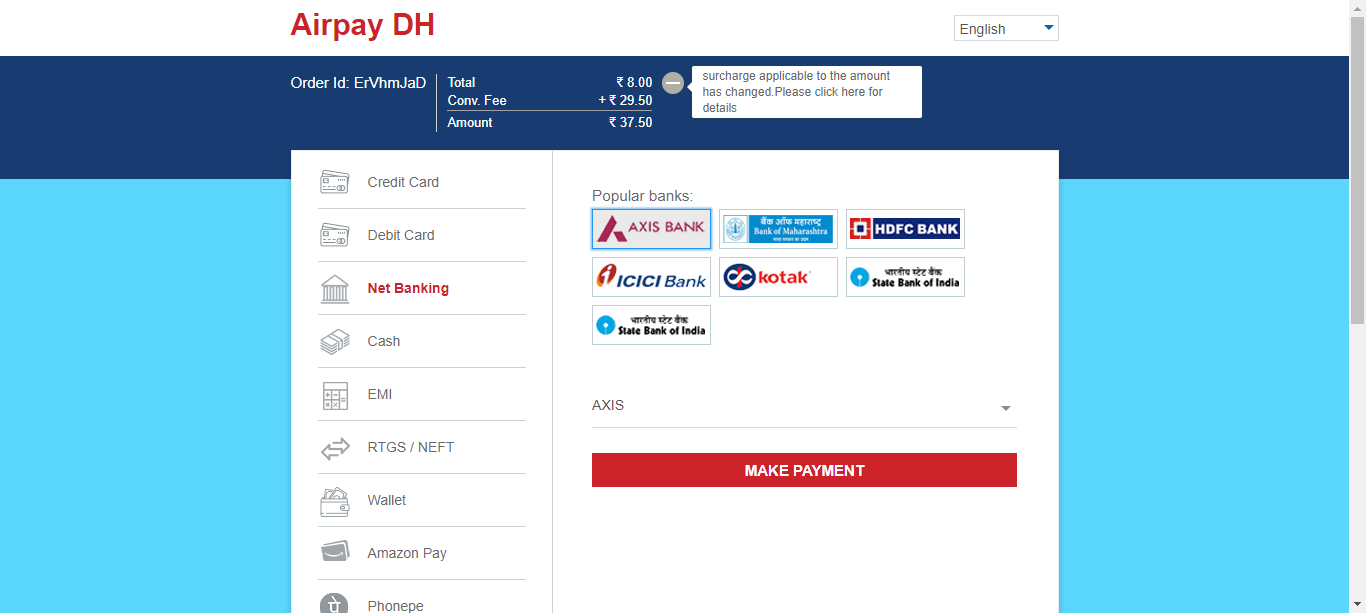 Airpay DH
English
Order Id: ErVhmJaD
Total ₹ 8.00
Conv. Fee + ₹ 29.50
Amount ₹ 37.50
surcharge applicable to the amount
has changed.Please click here for
details
Credit Card
Debit Card
Net Banking
Cash
EMI
RTGS / NEFT
Wallet
Amazon Pay
Phonepe
Popular banks:
AXIS BANK
बैंक ऑफ महाराष्ट्र
Bank of Maharashtra
HDFC BANK
ICICI Bank
kotak
भारतीय स्टेट बैंक
State Bank of India
भारतीय स्टेट बैंक
State Bank of India
AXIS
MAKE PAYMENT